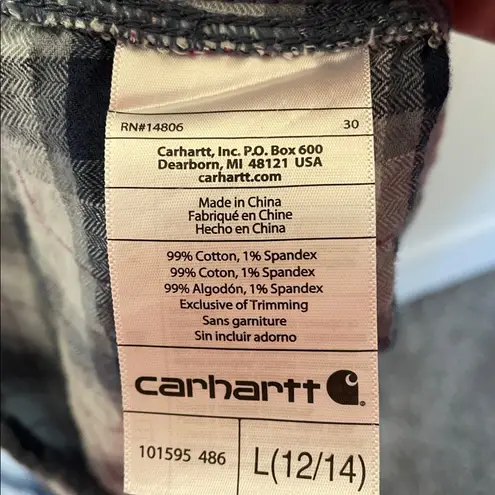 RN#14806 30
Carhartt, Inc. P.O. Box 600
Dearborn, MI 48121 USA
carhartt.com
Made in China
Fabriqué en Chine
Hecho en China
99% Cotton, 1% Spandex
99% Coton, 1% Spandex
99% Algodón, 1% Spandex
Exclusive of Trimming
Sans garniture
Sin incluir adorno
carhartt
101595 486 L(12/14)